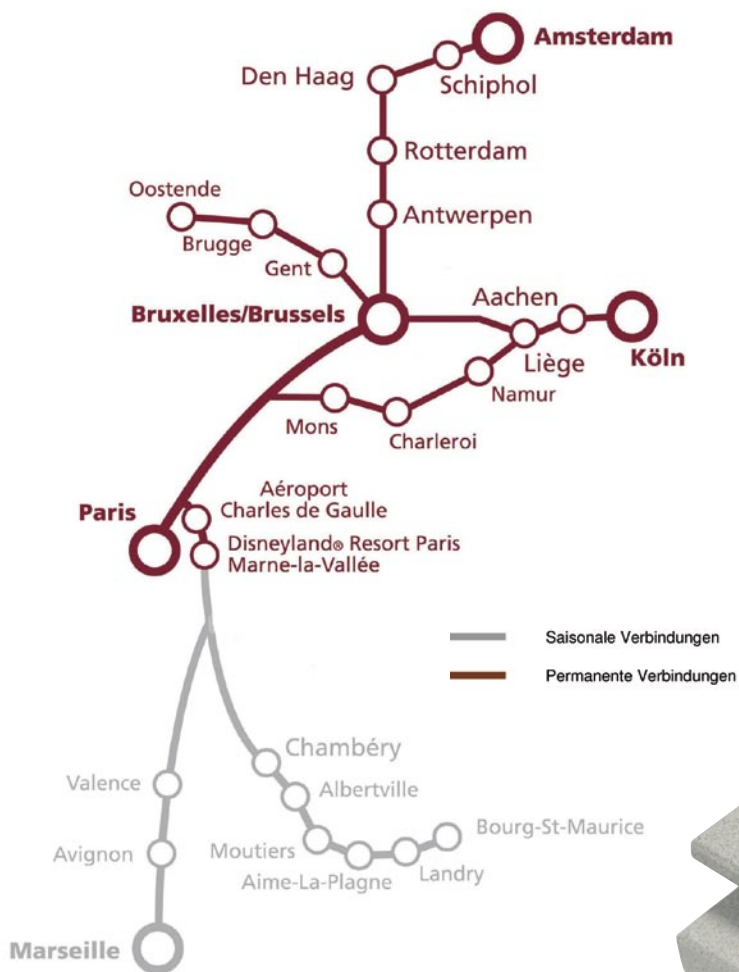 Amsterdam
Schiphol
Den Haag
Rotterdam
Antwerpen
Oostende
Brugge
Gent
Bruxelles/Brussels
Aachen
Köln
Liège
Namur
Mons
Charleroi
Paris
Aéroport
Charles de Gaulle
Disneyland® Resort Paris
Marne-la-Vallée
Saisonale Verbindungen
Permanente Verbindungen
Chambéry
Valence
Albertville
Bourg-St-Maurice
Avignon
Moutiers
Aime-La-Plagne
Landry
Marseille